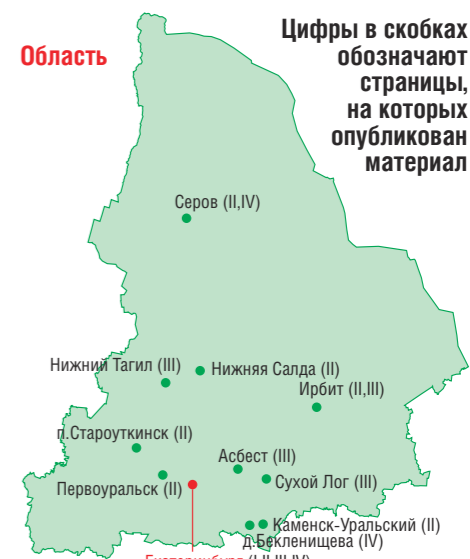 Область
Цифры в скобках
обозначают
страницы,
на которых
опубликован
материал
Серов (II,IV)
Нижний Тагил (III)
Нижняя Салда (II)
Ирбит (II,III)
п.Староуткинск (II)
Асбест (III)
Сухой Лог (III)
Первоуральск (II)
Каменск-Уральский (II)
д.Бекленищева (IV)